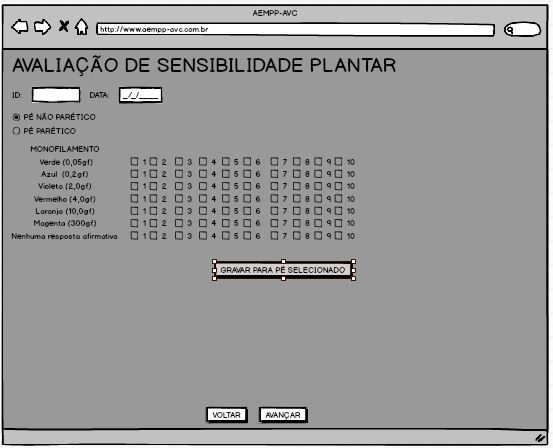 AEMPP-AVC
http://www.aempp-avc.com.br
AVALIAÇÃO DE SENSIBILIDADE PLANTAR
ID: DATA: _/_/____
PÉ NÃO PARÉTICO
PÉ PARÉTICO
MONOFILAMENTO
Verde (0,05gf) 1 2 3 4 5 6 7 8 9 10
Azul (0,2gf) 1 2 3 4 5 6 7 8 9 10
Violeta (2,0gf) 1 2 3 4 5 6 7 8 9 10
Vermelho (4,0gf) 1 2 3 4 5 6 7 8 9 10
Laranja (10,0gf) 1 2 3 4 5 6 7 8 9 10
Magenta (300gf) 1 2 3 4 5 6 7 8 9 10
Nenhuma resposta afirmativa 1 2 3 4 5 6 7 8 9 10
GRAVAR PARA PÉ SELECIONADO
VOLTAR AVANÇAR